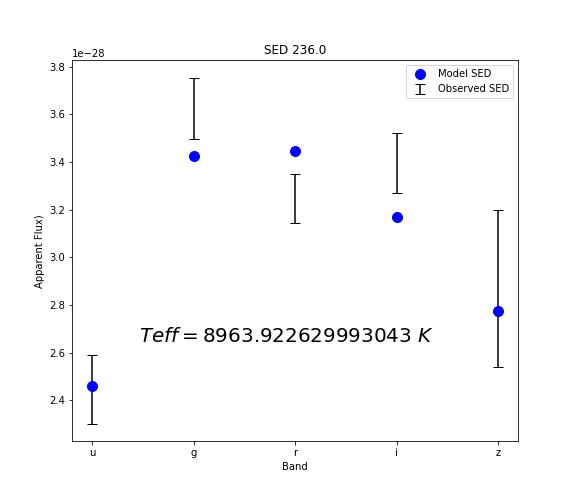 SED 236.0
1e−28
Model SED
Observed SED
3.8
3.6
3.4
3.2
3.0
2.8
2.6
2.4
Apparent Flux)
Teff = 8963.922629993043 K
u g r i z
Band